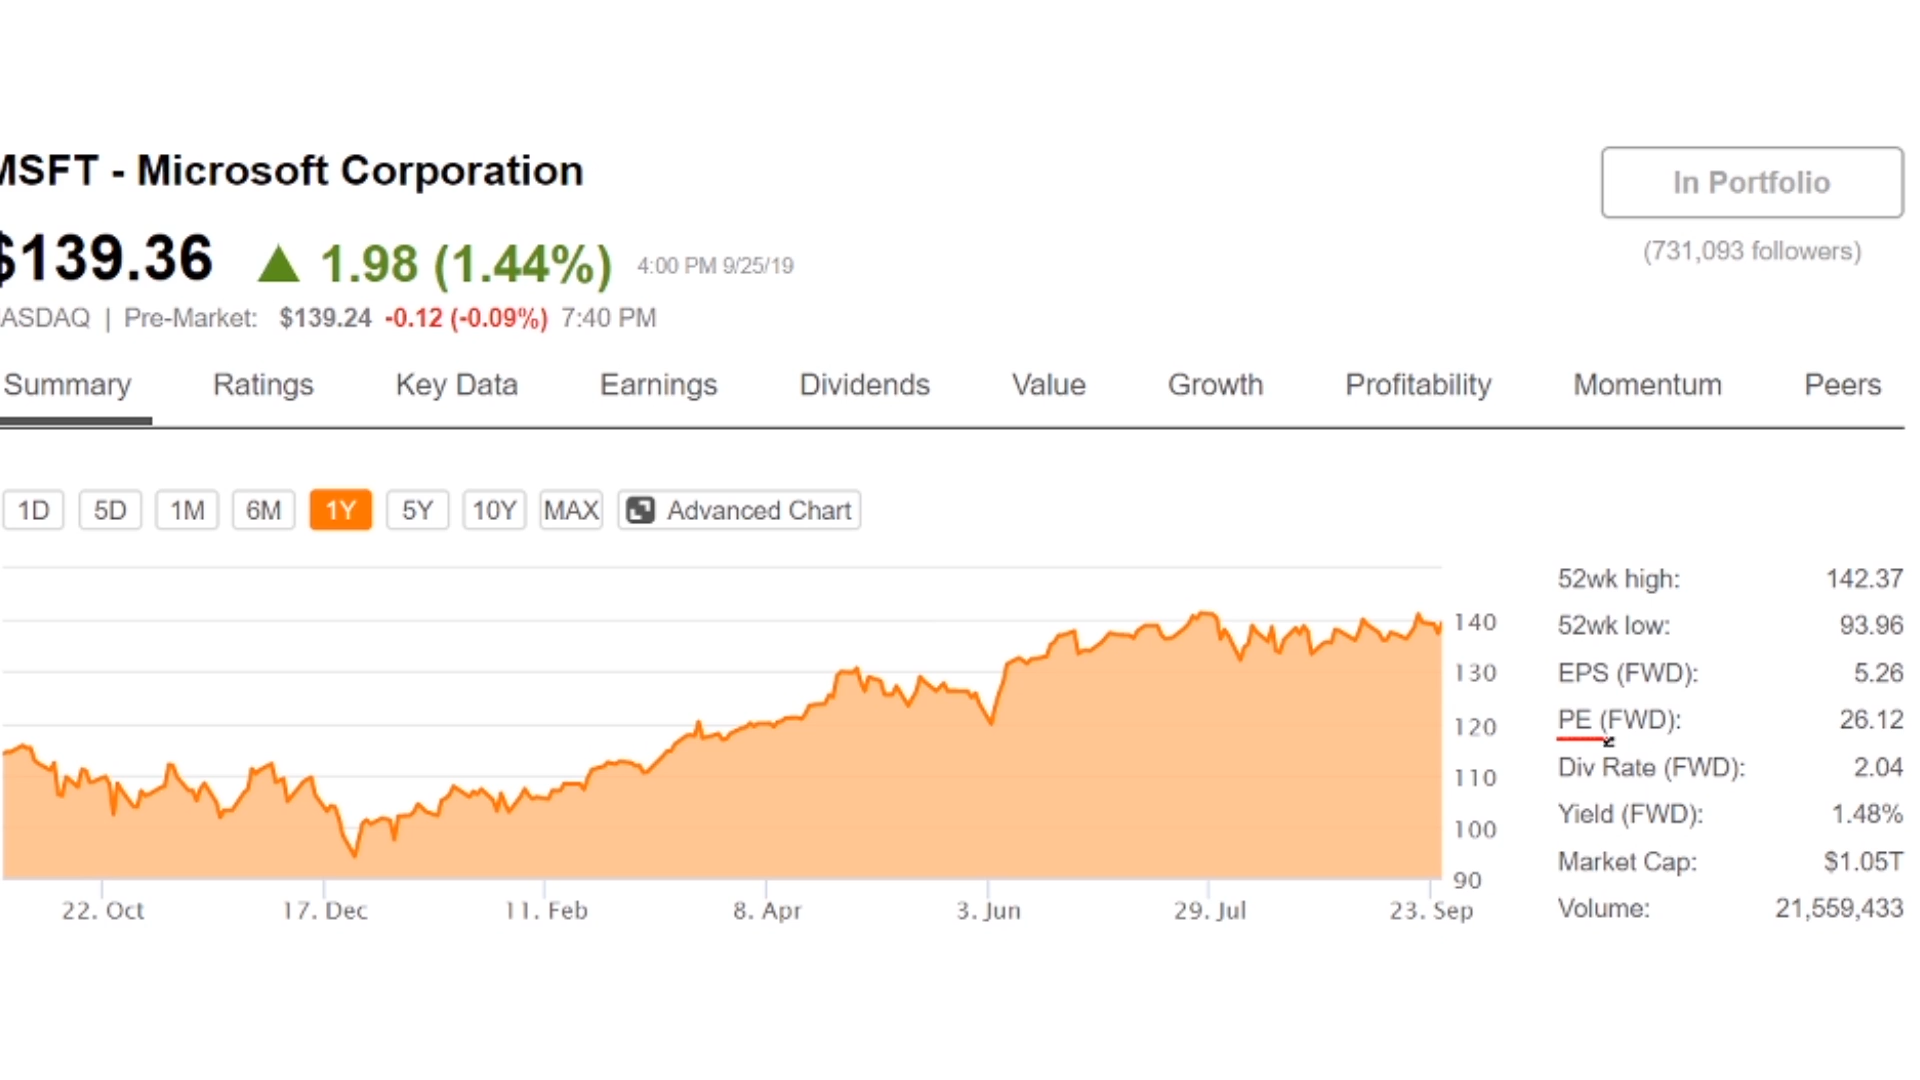 MSFT - Microsoft Corporation
In Portfolio
$139.36 ▲ 1.98 (1.44%) 4:00 PM 9/25/19
(731,093 followers)
ASDAQ | Pre-Market: $139.24 -0.12 (-0.09%) 7:40 PM
Summary Ratings Key Data Earnings Dividends Value Growth Profitability Momentum Peers
1D 5D 1M 6M 1Y 5Y 10Y MAX Advanced Chart
140
130
120
110
100
90
22. Oct 17. Dec 11. Feb 8. Apr 3. Jun 29. Jul 23. Sep
52wk high: 142.37
52wk low: 93.96
EPS (FWD): 5.26
PE (FWD): 26.12
Div Rate (FWD): 2.04
Yield (FWD): 1.48%
Market Cap: $1.05T
Volume: 21,559,433